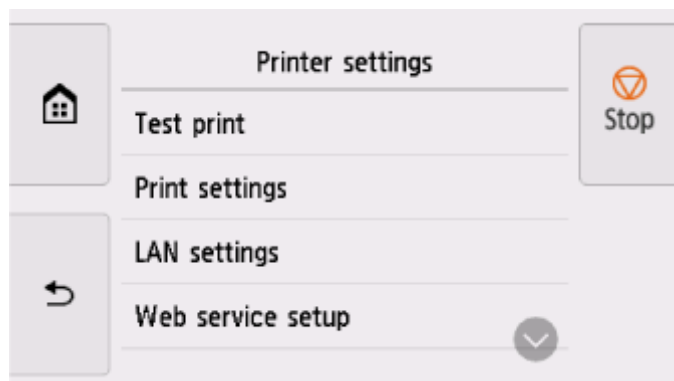 Printer settings
Stop
Test print
Print settings
LAN settings
Web service setup